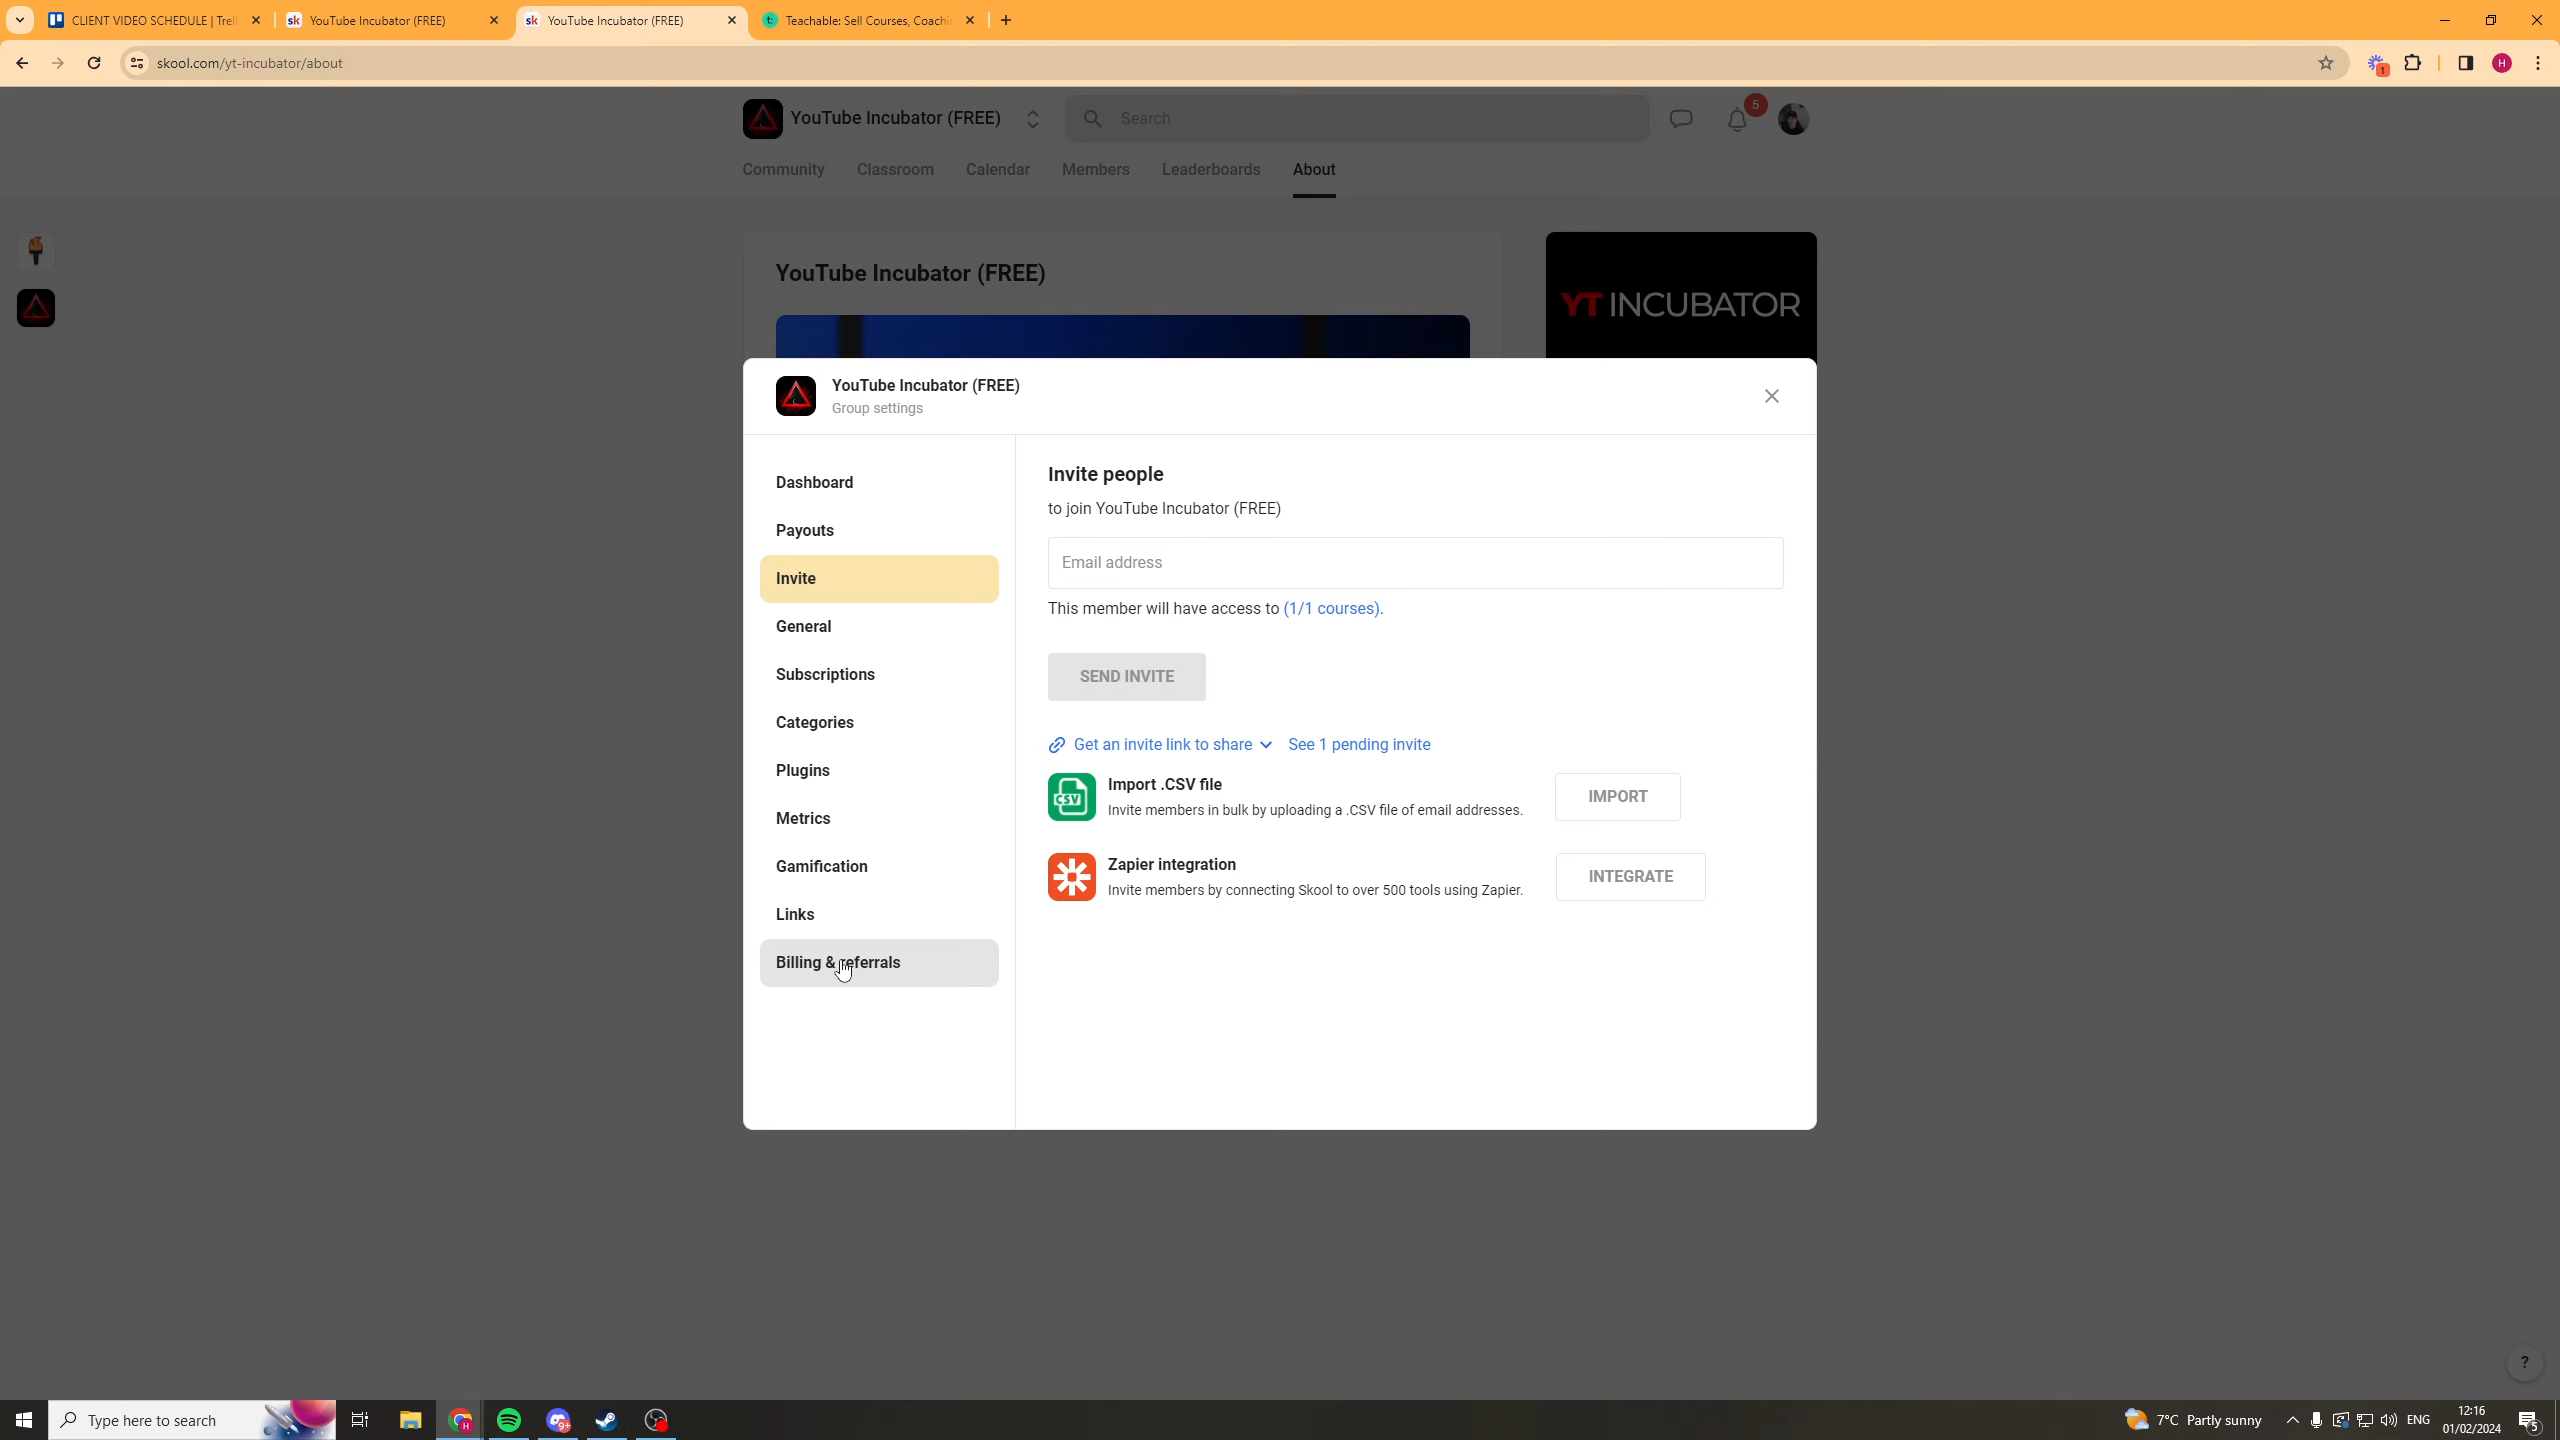 CLIENT VIDEO SCHEDULE | Trel
sk YouTube Incubator (FREE)
sk YouTube Incubator (FREE)
t: Teachable: Sell Courses, Coachi
skool.com/yt-incubator/about
1
H
YouTube Incubator (FREE)
Search
5
Community Classroom Calendar Members Leaderboards About
YouTube Incubator (FREE)
YT INCUBATOR
YouTube Incubator (FREE)
Group settings
Dashboard
Payouts
Invite
General
Subscriptions
Categories
Plugins
Metrics
Gamification
Links
Billing & referrals
Invite people
to join YouTube Incubator (FREE)
Email address
This member will have access to (1/1 courses).
SEND INVITE
Get an invite link to share See 1 pending invite
CSV
Import .CSV file
Invite members in bulk by uploading a .CSV file of email addresses.
IMPORT
Zapier integration
Invite members by connecting Skool to over 500 tools using Zapier.
INTEGRATE
?
Type here to search
H
9+
7°C Partly sunny
ENG
12:16
01/02/2024
5